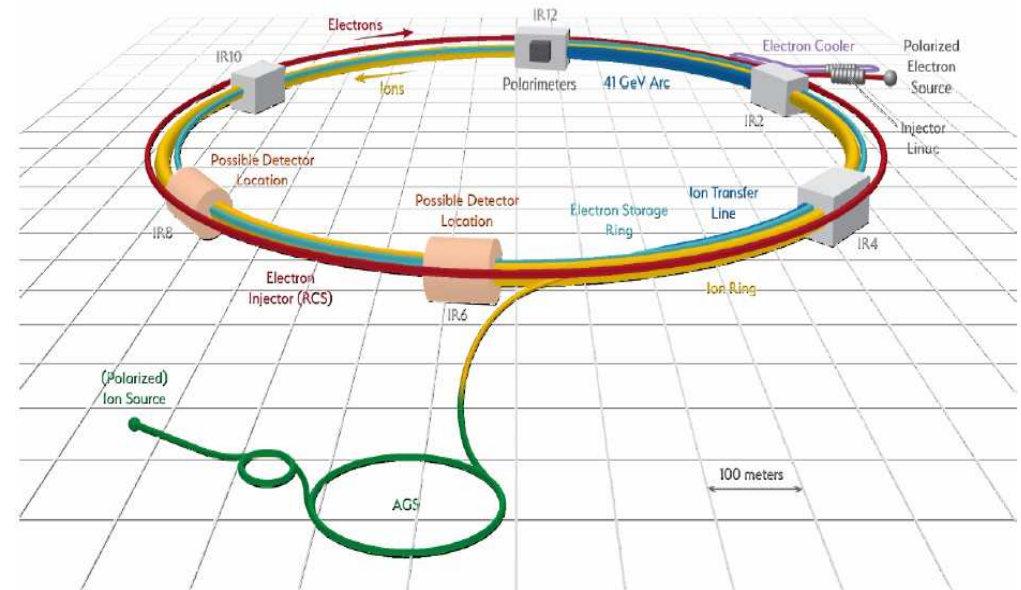 IR12
Electrons
IR10
Ions
Polarimeters
41 GeV Arc
Electron Cooler
Polarized
Electron
Source
IR2
Injector
Linac
Possible Detector
Location
Possible Detector
Location
Ion Transfer
Line
Electron Storage
Ring
IR8
IR4
Electron
Injector (RCS)
Ion Ring
IR6
(Polarized)
Ion Source
100 meters
AGS